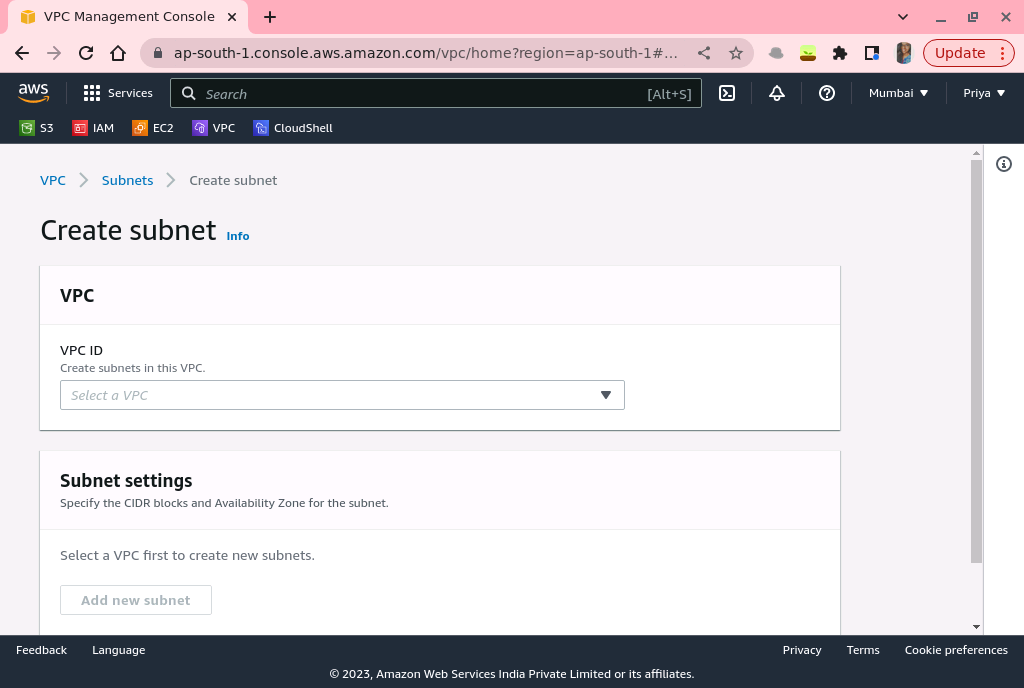 VPC Management Console
ap-south-1.console.aws.amazon.com/vpc/home?region=ap-south-1#...
Update
aws
Services
Search
[Alt+S]
Mumbai
Priya
S3
IAM
EC2
VPC
CloudShell
VPC
Subnets
Create subnet
Create subnet Info
VPC
VPC ID
Create subnets in this VPC.
Select a VPC
Subnet settings
Specify the CIDR blocks and Availability Zone for the subnet.
Select a VPC first to create new subnets.
Add new subnet
Feedback
Language
Privacy
Terms
Cookie preferences
© 2023, Amazon Web Services India Private Limited or its affiliates.